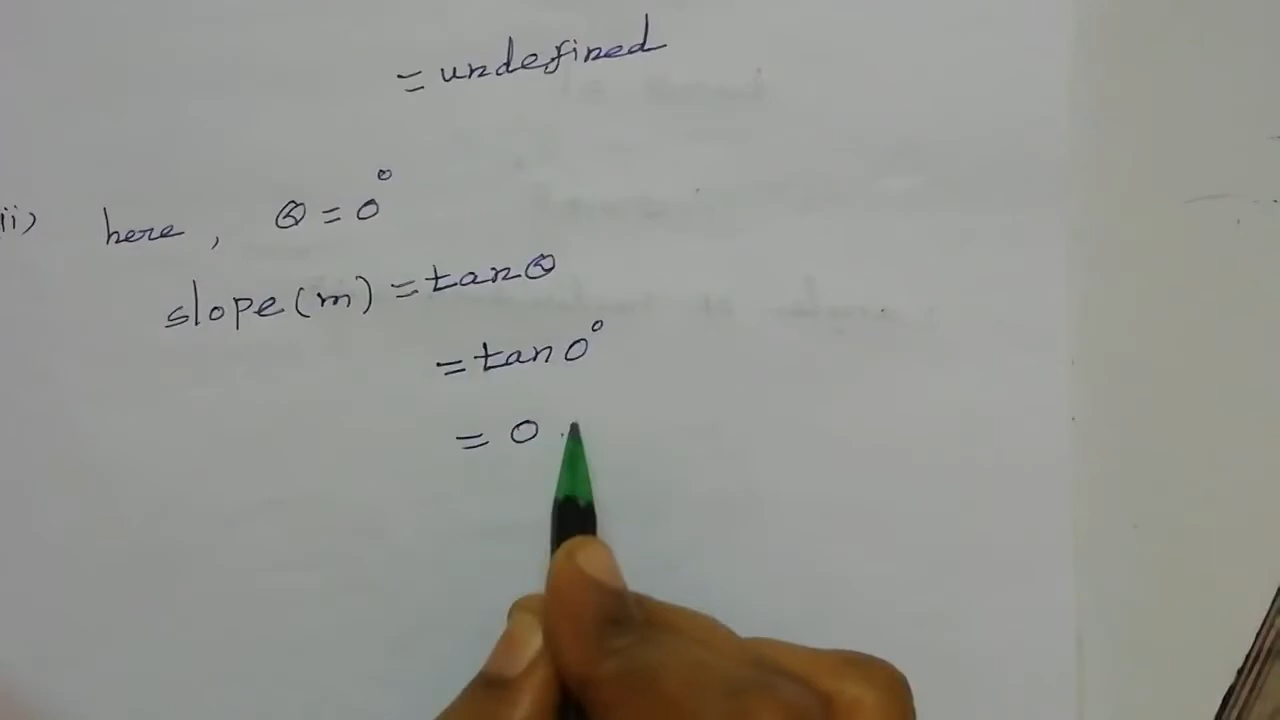 = undefined
ii) here, θ = 0°
slope(m) = tanθ
= tan 0°
= 0